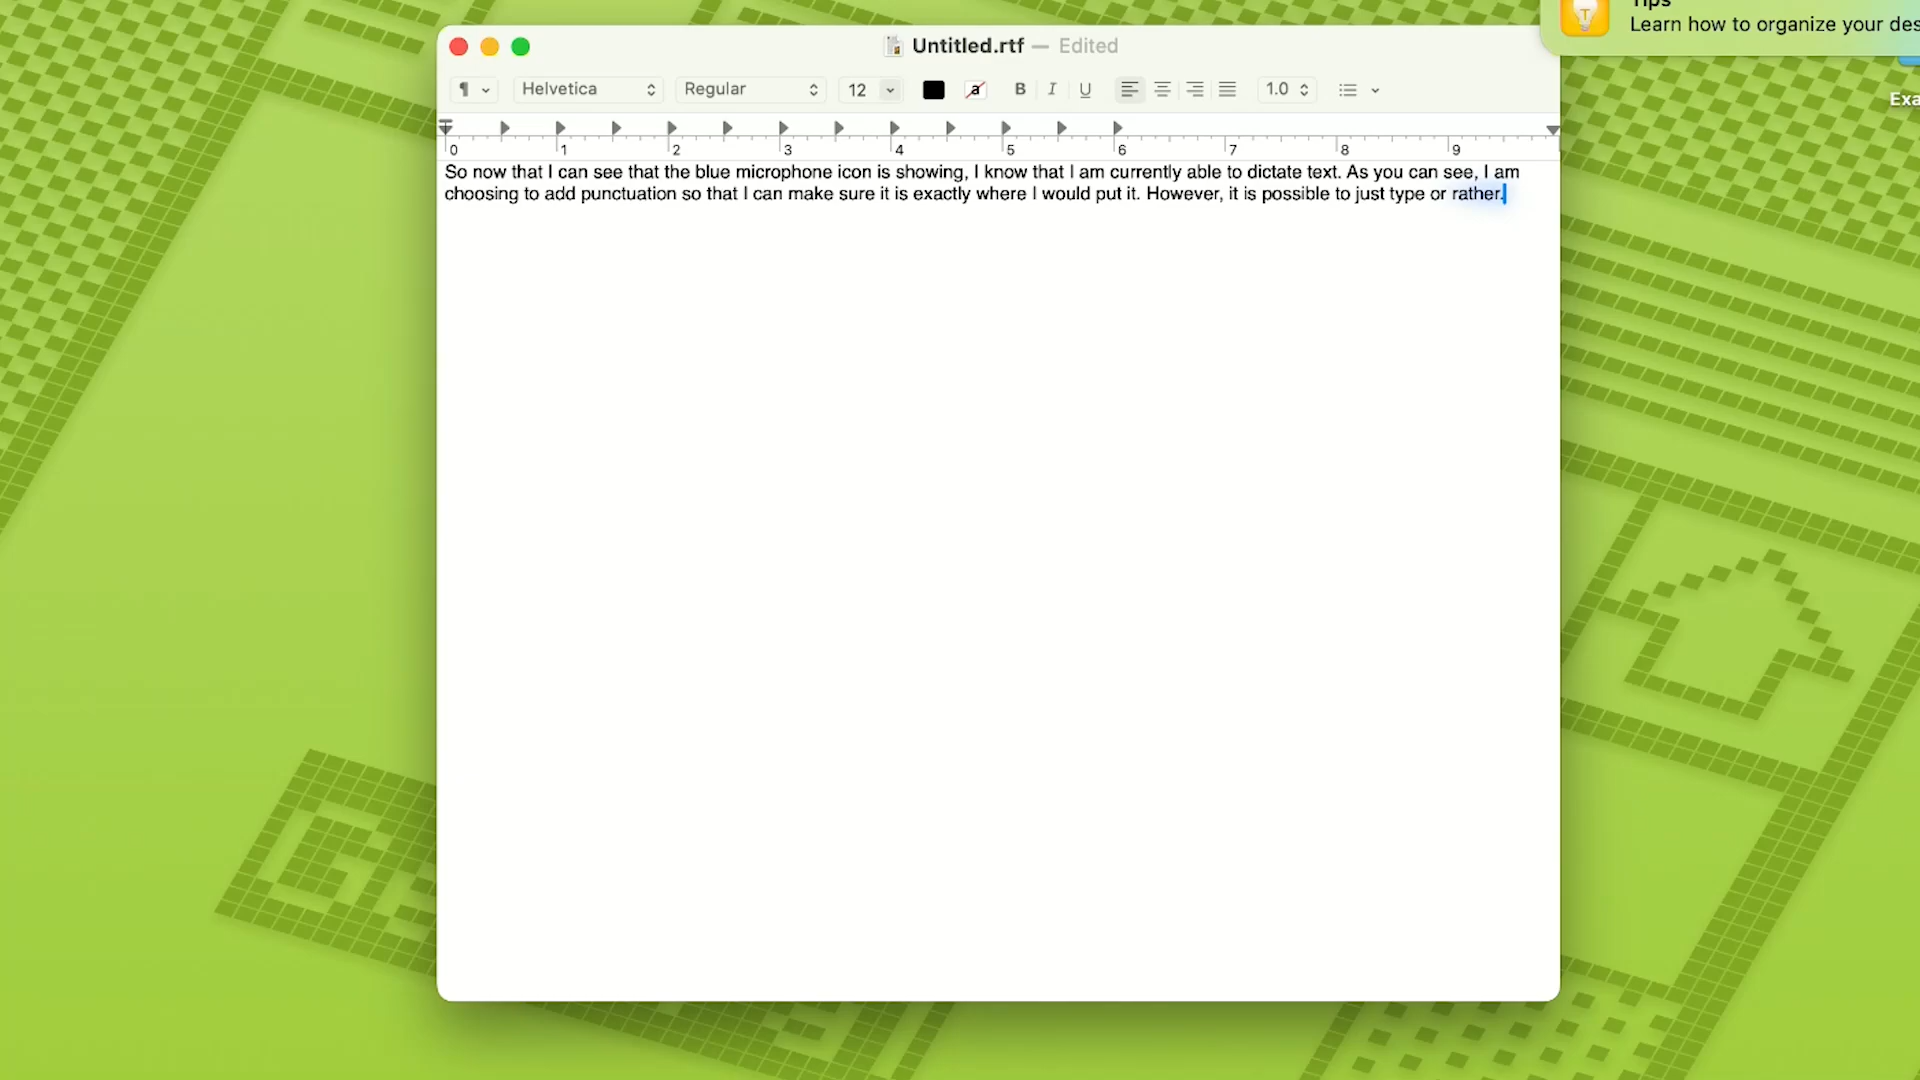 Tips
Learn how to organize your des
Untitled.rtf — Edited
Exa
¶ Helvetica Regular 12 a B I U 1.0
0 1 2 3 4 5 6 7 8 9
So now that I can see that the blue microphone icon is showing, I know that I am currently able to dictate text. As you can see, I am
choosing to add punctuation so that I can make sure it is exactly where I would put it. However, it is possible to just type or rather.